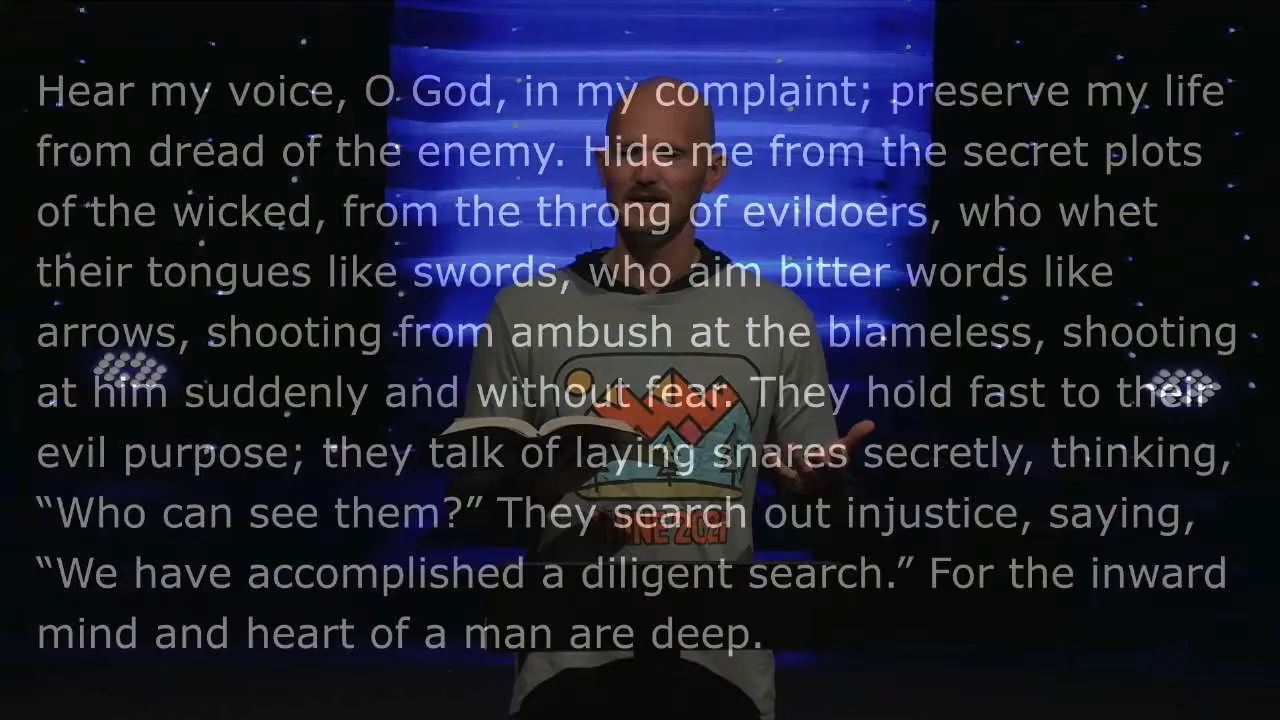 Hear my voice, O God, in my complaint; preserve my life
from dread of the enemy. Hide me from the secret plots
of the wicked, from the throng of evildoers, who whet
their tongues like swords, who aim bitter words like
arrows, shooting from ambush at the blameless, shooting
at him suddenly and without fear. They hold fast to their
evil purpose; they talk of laying snares secretly, thinking,
“Who can see them?” They search out injustice, saying,
“We have accomplished a diligent search.” For the inward
mind and heart of a man are deep.
2021